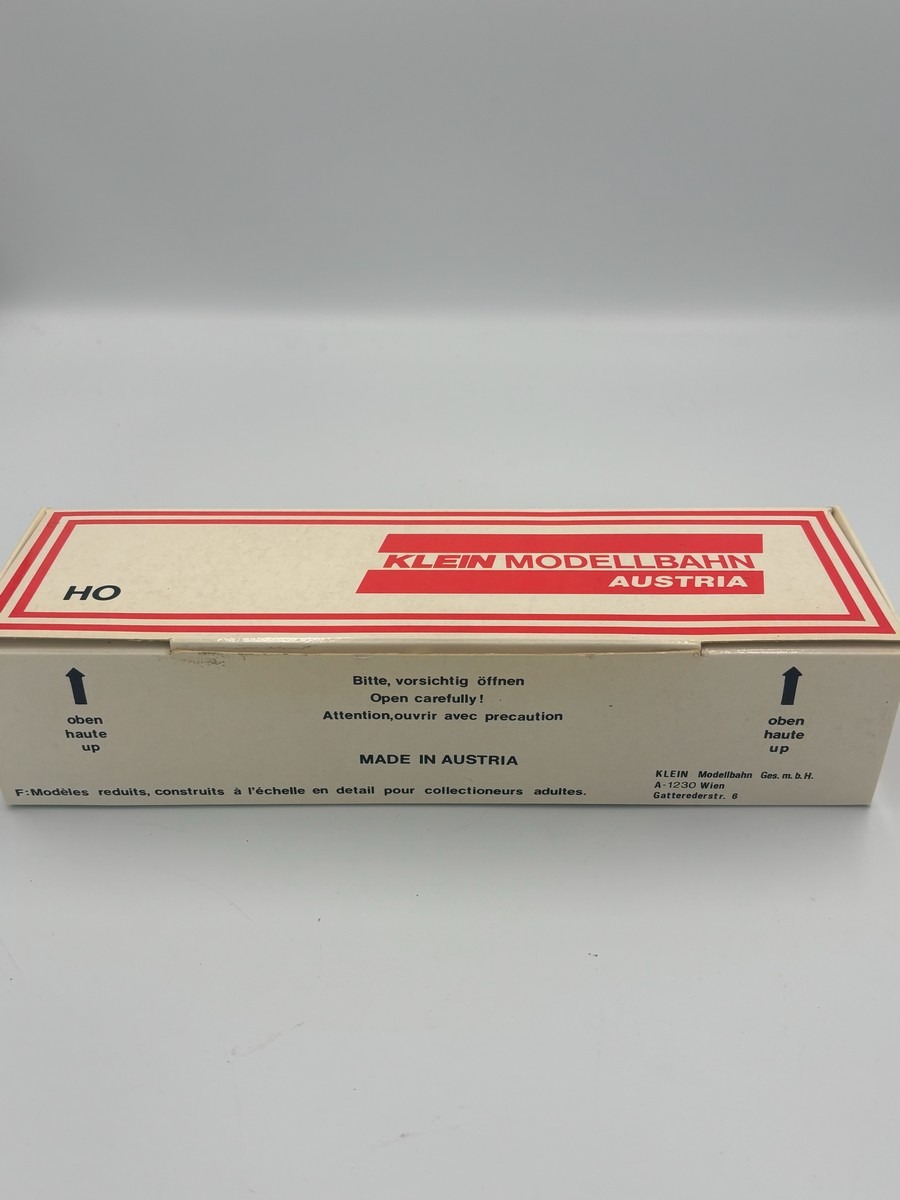 KLEIN MODELLBAHN
AUSTRIA
HO
Bitte, vorsichtig öffnen
Open carefully!
Attention,ouvrir avec precaution
oben
haute
up
oben
haute
up
MADE IN AUSTRIA
F:Modèles reduits, construits à l'échelle en detail pour collectioneurs adultes.
KLEIN Modellbahn Ges. m. b. H.
A-1230 Wien
Gatterederstr. 6